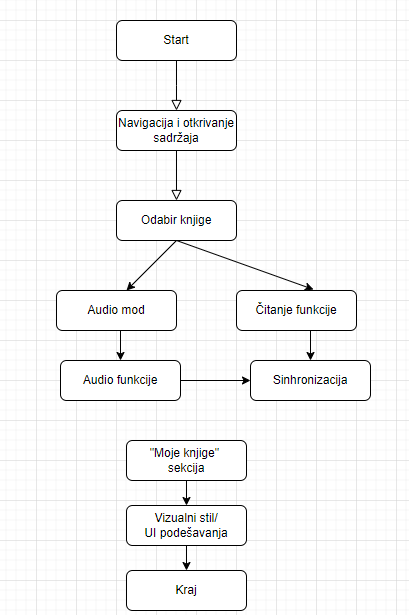 Start
Navigacija i otkrivanje
sadržaja
Odabir knjige
Audio mod
Čitanje funkcije
Audio funkcije
Sinhronizacija
"Moje knjige"
sekcija
Vizualni stil/
UI podešavanja
Kraj